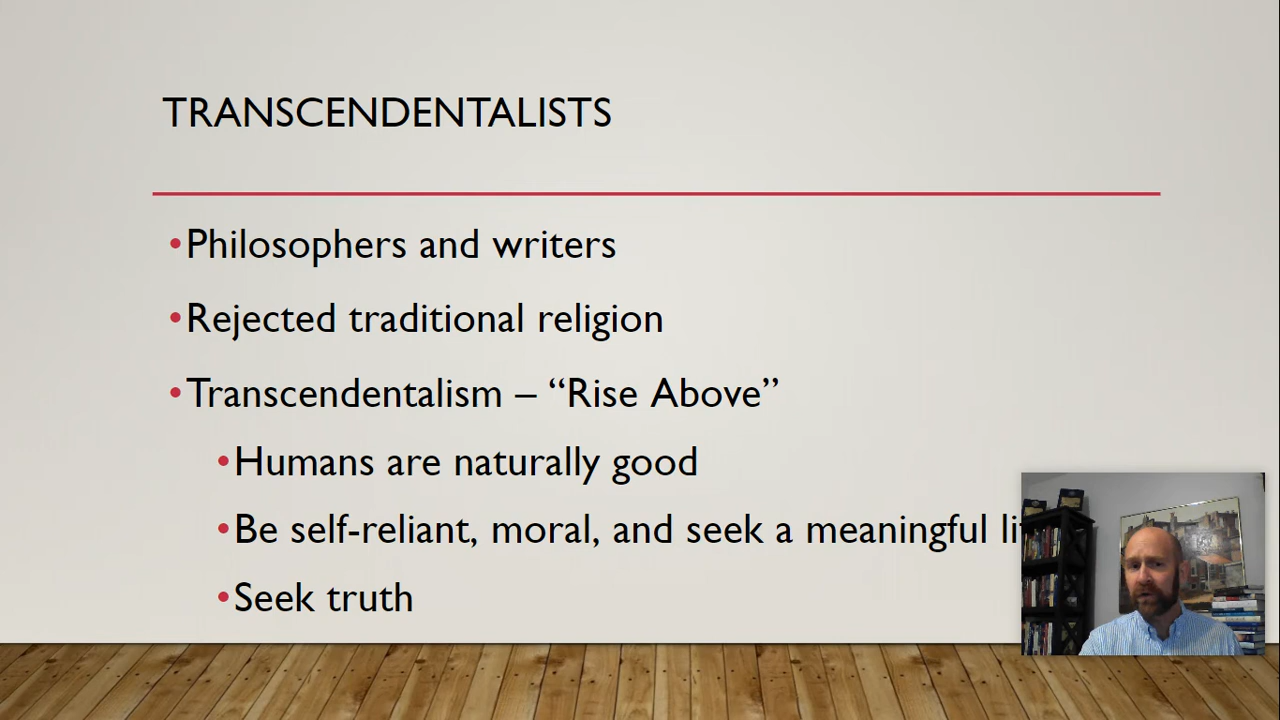 TRANSCENDENTALISTS
•Philosophers and writers
•Rejected traditional religion
•Transcendentalism – “Rise Above”
•Humans are naturally good
•Be self-reliant, moral, and seek a meaningful
•Seek truth